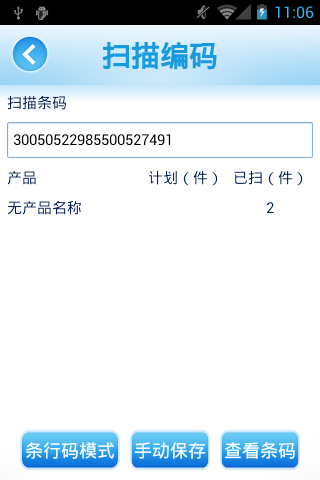 11:06
扫描编码
扫描条码
30050522985500527491
产品 计划（件） 已扫（件）
无产品名称 2
条行码模式 手动保存 查看条码